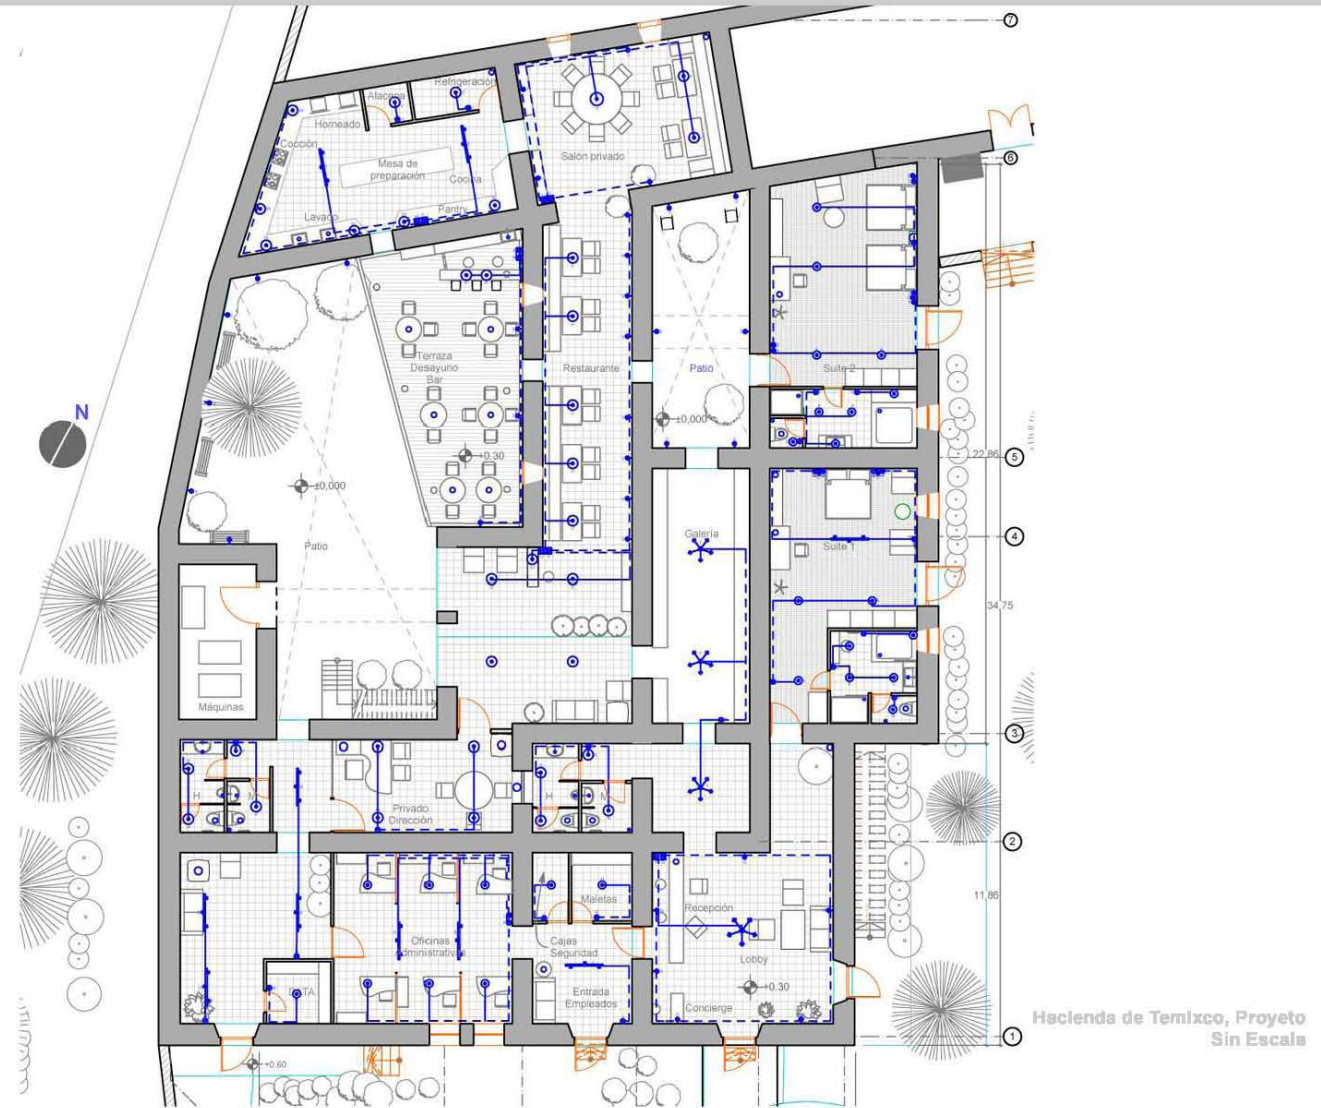 7
Refrigeración
Alacena
Horneado
Cocción
Mesa de
preparación
Cocina
Salón privado
6
Lavado
Pantry
N
Terraza
Desayuno
Bar
Restaurante
Patio
Suite 2
±0,000
+0.30
22,86
5
±0,000
Patio
Galería
Suite 1
4
34,75
Máquinas
3
H
M
Privado
Dirección
H
M
2
Maletas
11,86
Recepción
Oficinas
Administrativas
Cajas
Seguridad
Lobby
DATA
Entrada
Empleados
+0.30
Concierge
Hacienda de Temixco, Proyeto
Sin Escala
1
+0.60